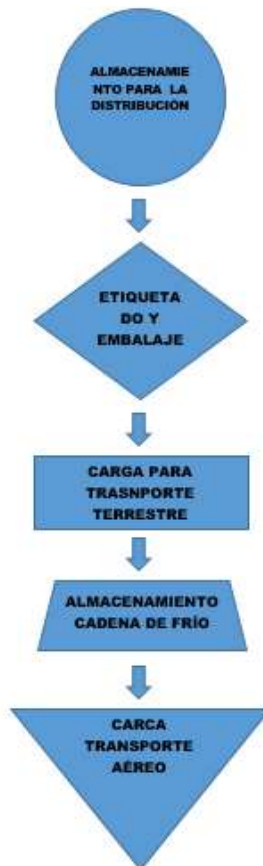 ALMACENAMIE
NTO PARA LA
DISTRIBUCIÓN
ETIQUETA
DO Y
EMBALAJE
CARGA PARA
TRASNPORTE
TERRESTRE
ALMACENAMIENTO
CADENA DE FRÍO
CARCA
TRANSPORTE
AÉREO